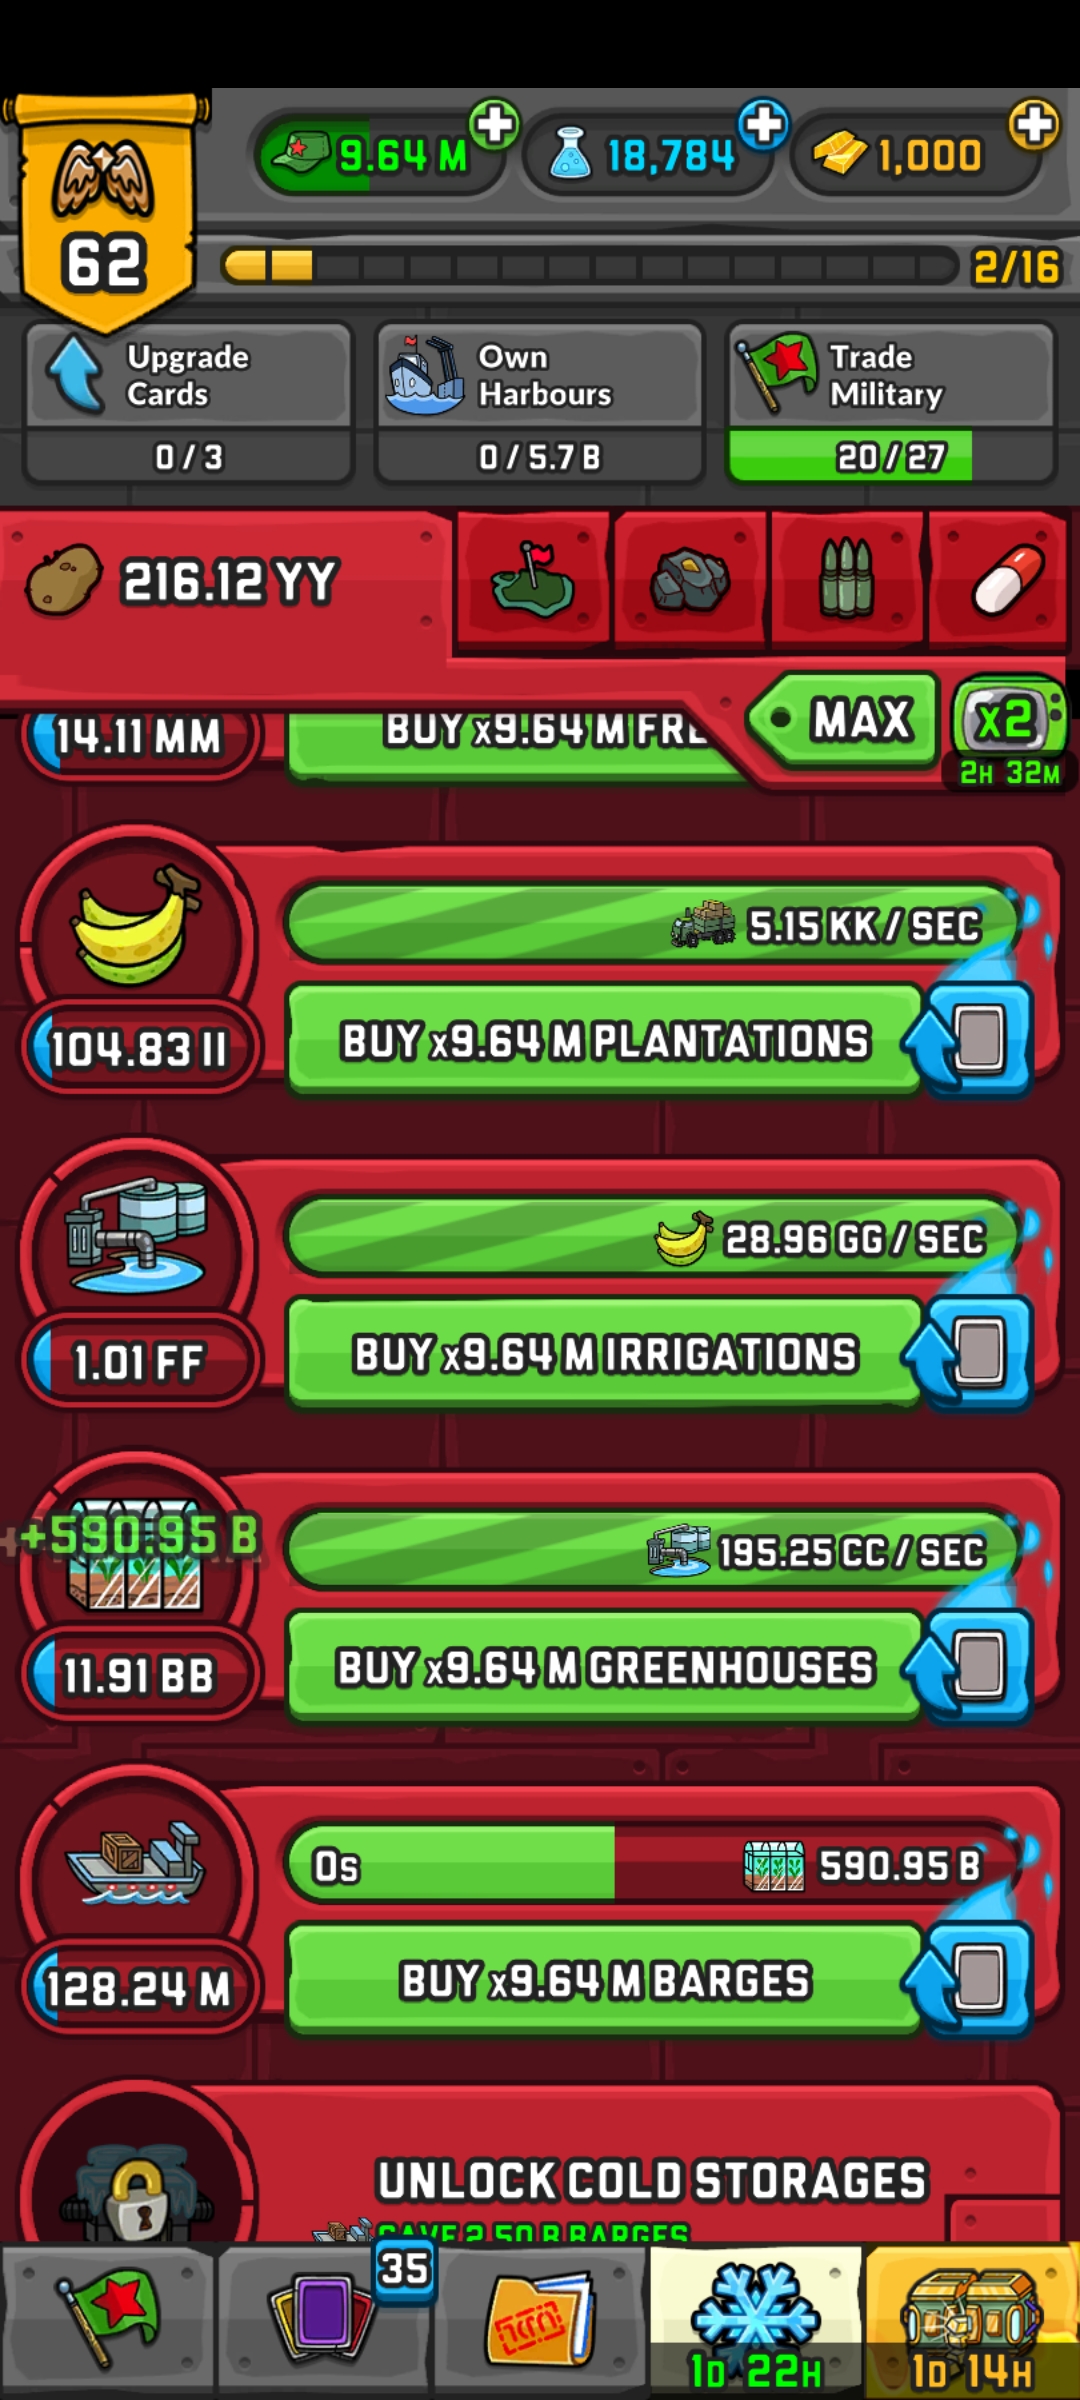 9.64 M
18,784
1,000
62
2/16
Upgrade
Cards
0 / 3
Own
Harbours
0 / 5.7 B
Trade
Military
20 / 27
216.12 YY
MAX
x2
2H 32M
14.11 MM
BUY x9.64 M FRE
5.15 KK / SEC
104.83 II
BUY x9.64 M PLANTATIONS
28.96 GG / SEC
1.01 FF
BUY x9.64 M IRRIGATIONS
+590.95 B
195.25 CC / SEC
11.91 BB
BUY x9.64 M GREENHOUSES
0s
590.95 B
128.24 M
BUY x9.64 M BARGES
UNLOCK COLD STORAGES
SAVE 2.50 B BARGES
35
1D 22H
1D 14H